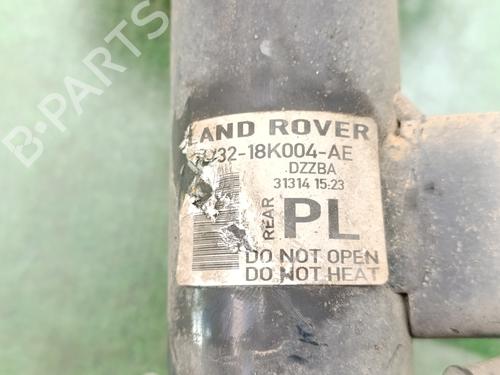 LAND ROVER
32-18K004-AE
DZZBA
31314 15:23
REAR
PL
DO NOT OPEN
DO NOT HEAT
B-PARTS